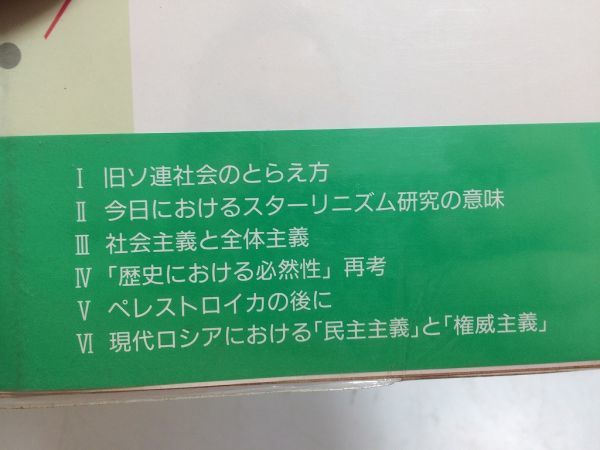 Ⅰ 旧ソ連社会のとらえ方
Ⅱ 今日におけるスターリニズム研究の意味
Ⅲ 社会主義と全体主義
Ⅳ 「歴史における必然性」再考
Ⅴ ペレストロイカの後に
Ⅵ 現代ロシアにおける「民主主義」と「権威主義」